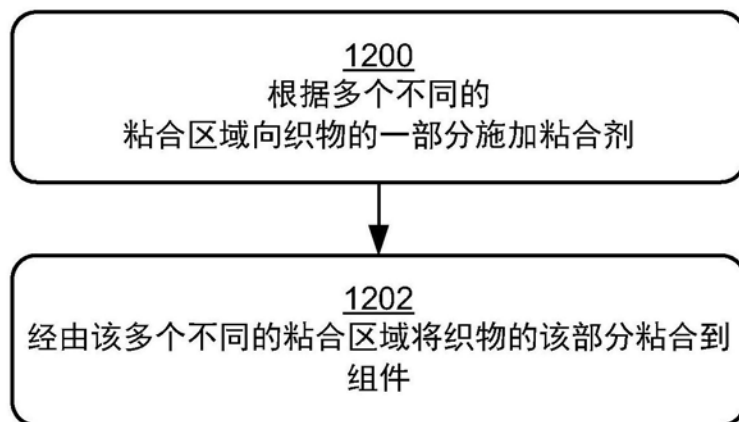 1200
根据多个不同的
粘合区域向织物的一部分施加粘合剂
1202
经由该多个不同的粘合区域将织物的该部分粘合到
组件